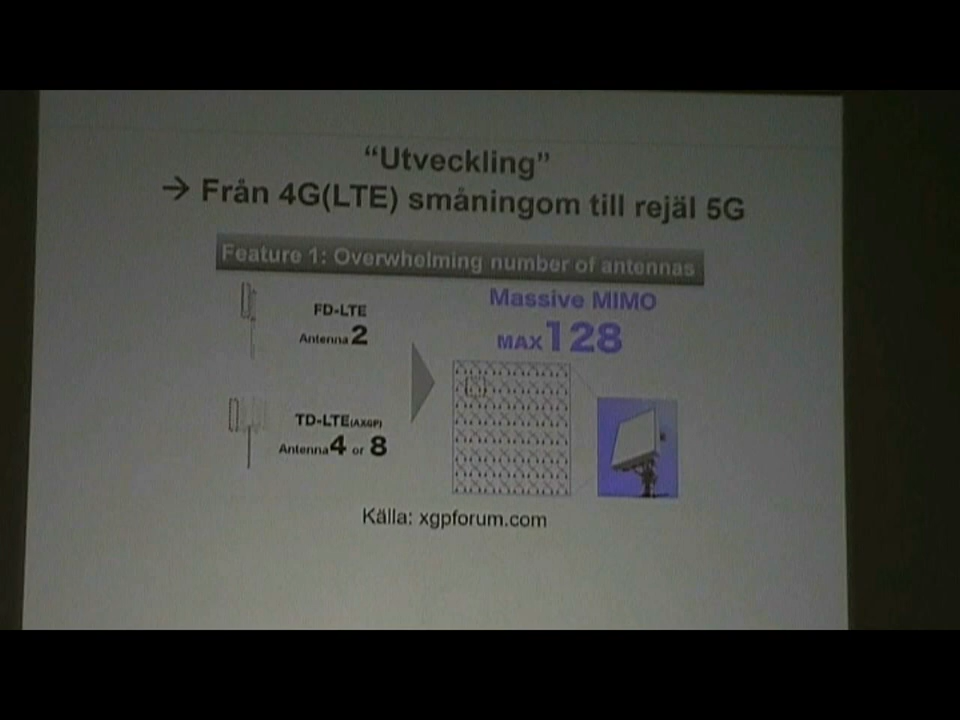 “Utveckling”
→ Från 4G(LTE) småningom till rejäl 5G
Feature 1: Overwhelming number of antennas
FD-LTE
Antenna 2
TD-LTE(AXGP)
Antenna 4 or 8
Massive MIMO
MAX 128
Källa: xgpforum.com